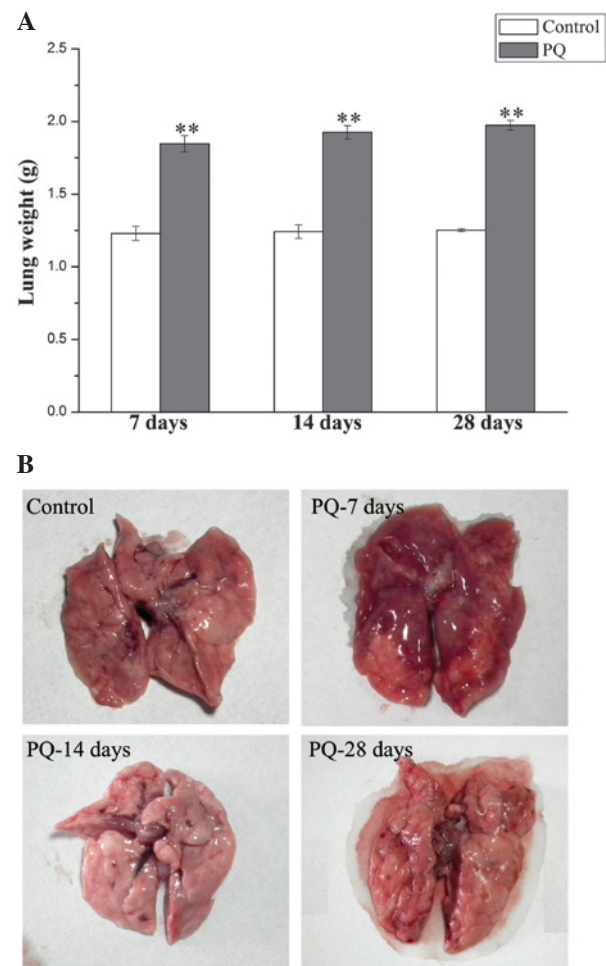 A
Control
PQ
2.5
2.0
1.5
1.0
0.5
0.0
Lung weight (g)
** ** **
7 days 14 days 28 days
B
Control PQ-7 days
PQ-14 days PQ-28 days